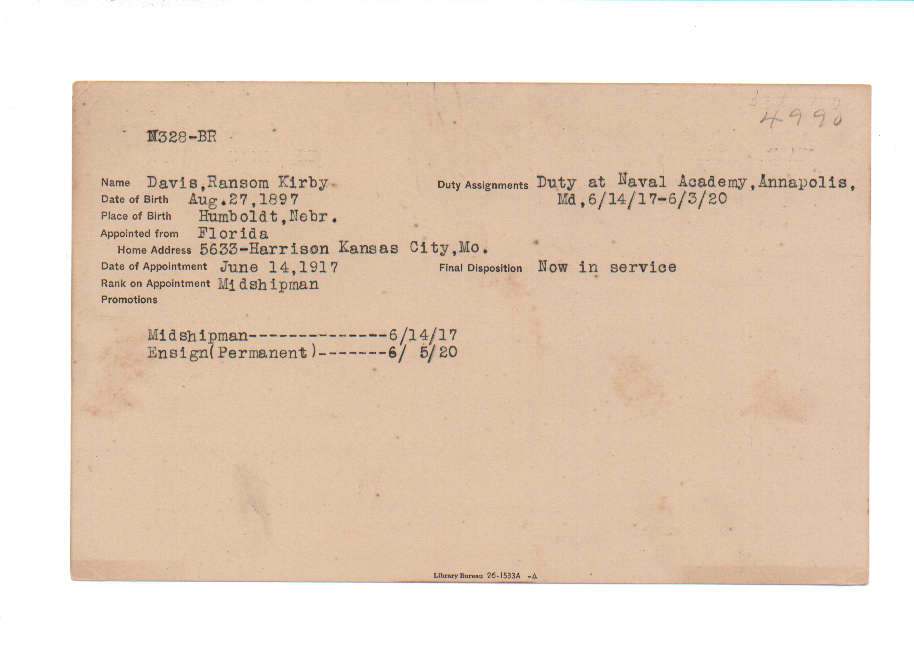 4990
N328-BR
Name Davis,Ransom Kirby
Date of Birth Aug.27,1897
Place of Birth Humboldt,Nebr.
Appointed from Florida
Home Address 5633-Harrison Kansas City,Mo.
Date of Appointment June 14,1917
Rank on Appointment Midshipman
Promotions
Midshipman--------------6/14/17
Ensign(Permanent)-------6/ 5/20
Duty Assignments Duty at Naval Academy,Annapolis,
Md,6/14/17-6/3/20
Final Disposition Now in service
Library Bureau 26-1533A